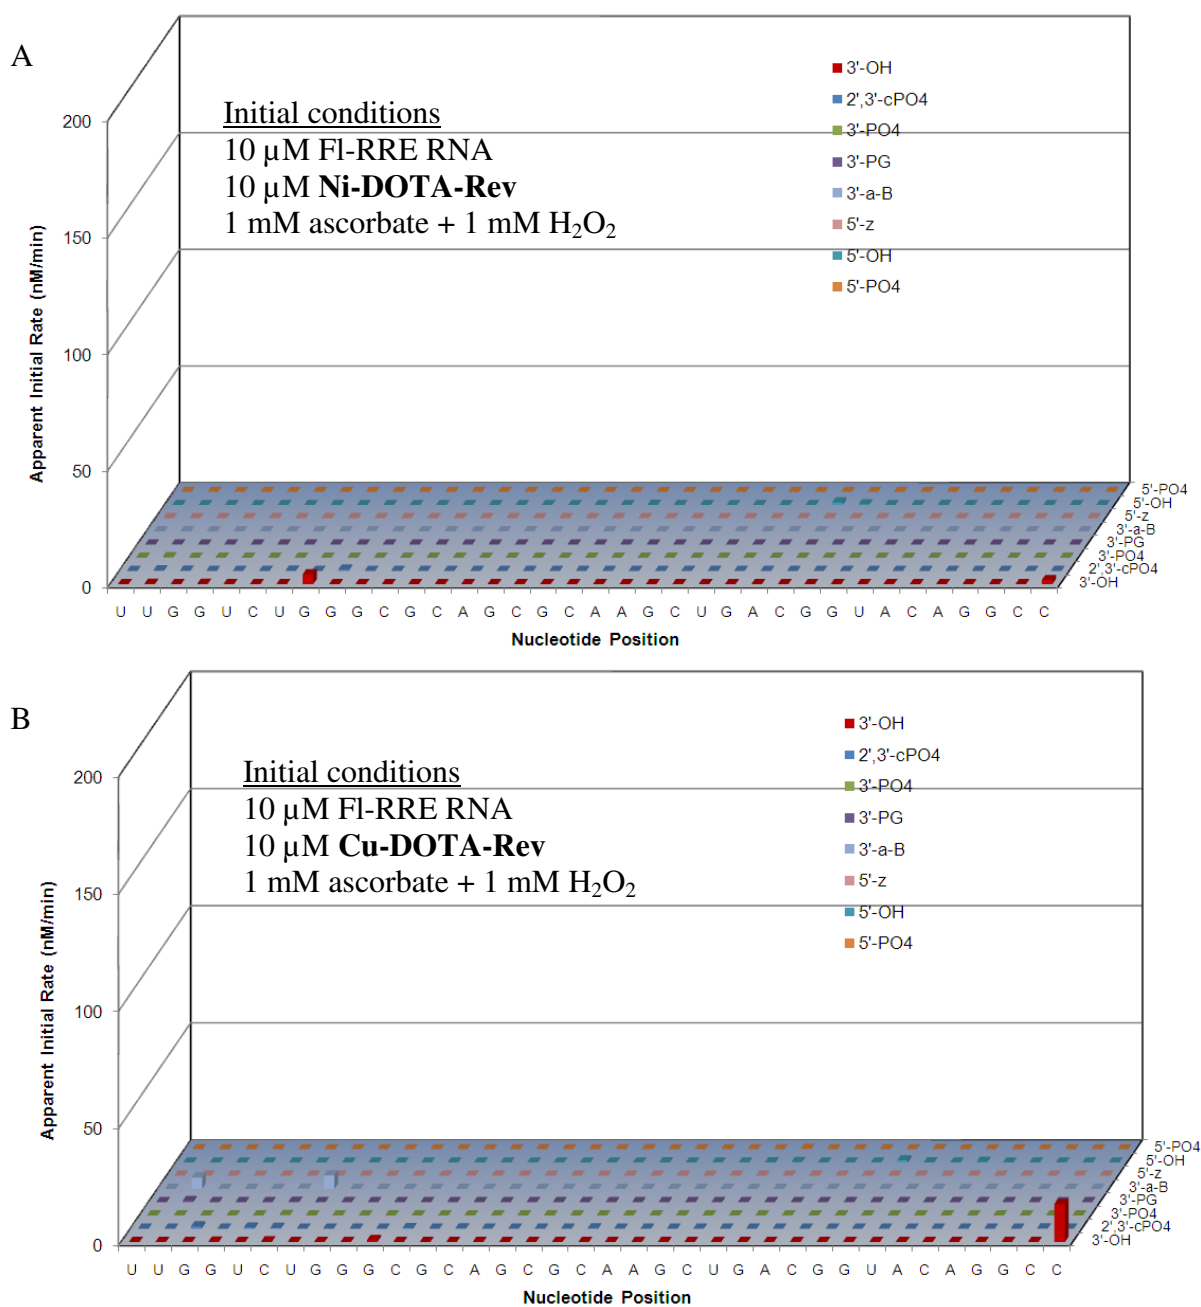 A
3'-OH
2',3'-cPO4
3'-PO4
3'-PG
3'-a-B
5'-z
5'-OH
5'-PO4
Initial conditions
10 µM Fl-RRE RNA
10 µM Ni-DOTA-Rev
1 mM ascorbate + 1 mM H₂O₂
Apparent Initial Rate (nM/min)
200
150
100
50
0
5'-PO4
5'-OH
5'-z
3'-a-B
3'-PG
3'-PO4
2',3'-cPO4
3'-OH
U U G G U C U G G G C G C A G C G C A A G C U G A C G G U A C A G G C C
Nucleotide Position
B
3'-OH
2',3'-cPO4
3'-PO4
3'-PG
3'-a-B
5'-z
5'-OH
5'-PO4
Initial conditions
10 µM Fl-RRE RNA
10 µM Cu-DOTA-Rev
1 mM ascorbate + 1 mM H₂O₂
Apparent Initial Rate (nM/min)
200
150
100
50
0
5'-PO4
5'-OH
5'-z
3'-a-B
3'-PG
3'-PO4
2',3'-cPO4
3'-OH
U U G G U C U G G G C G C A G C G C A A G C U G A C G G U A C A G G C C
Nucleotide Position